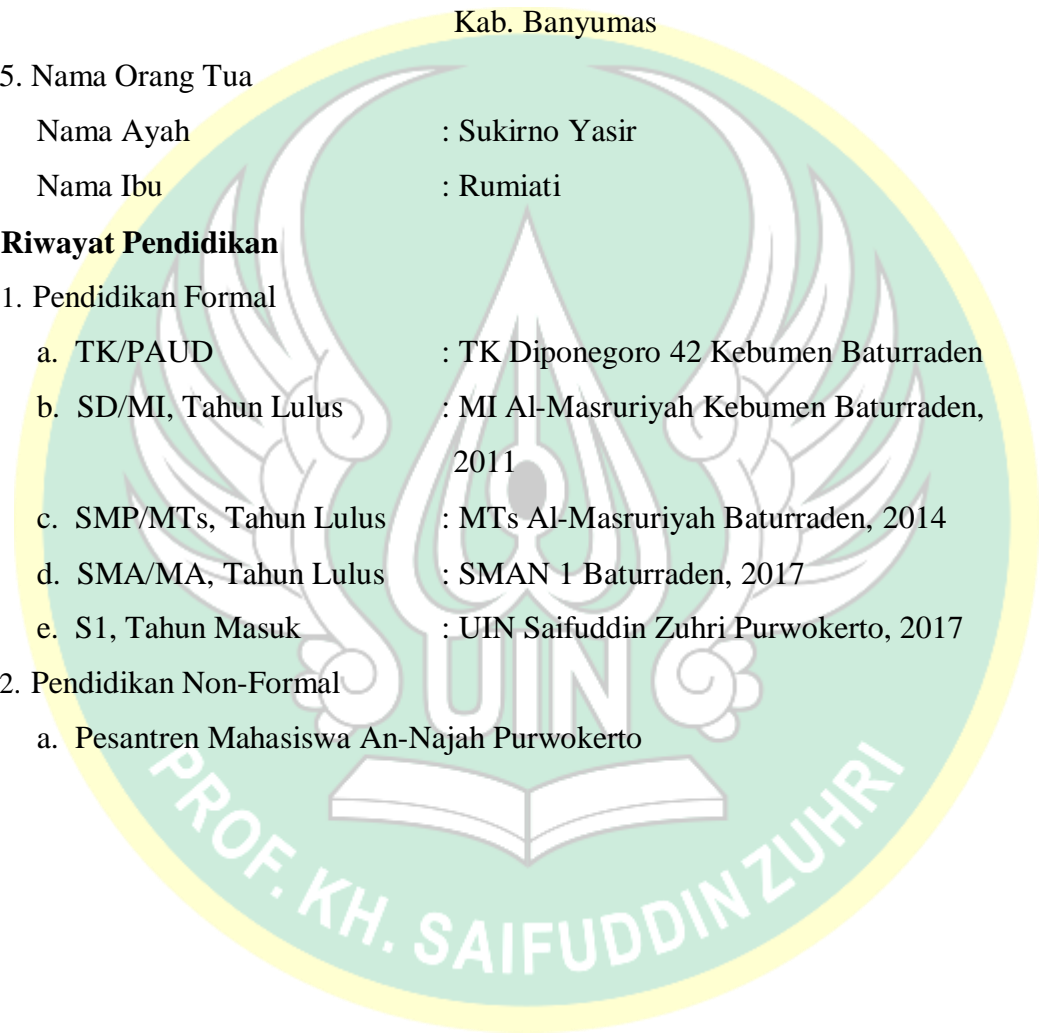 Kab. Banyumas
5. Nama Orang Tua
Nama Ayah : Sukirno Yasir
Nama Ibu : Rumiati
Riwayat Pendidikan
1. Pendidikan Formal
a. TK/PAUD : TK Diponegoro 42 Kebumen Baturraden
b. SD/MI, Tahun Lulus : MI Al-Masruriyah Kebumen Baturraden,
2011
c. SMP/MTs, Tahun Lulus : MTs Al-Masruriyah Baturraden, 2014
d. SMA/MA, Tahun Lulus : SMAN 1 Baturraden, 2017
e. S1, Tahun Masuk : UIN Saifuddin Zuhri Purwokerto, 2017
2. Pendidikan Non-Formal
a. Pesantren Mahasiswa An-Najah Purwokerto
UIN
PROF. KH. SAIFUDDIN ZUHRI